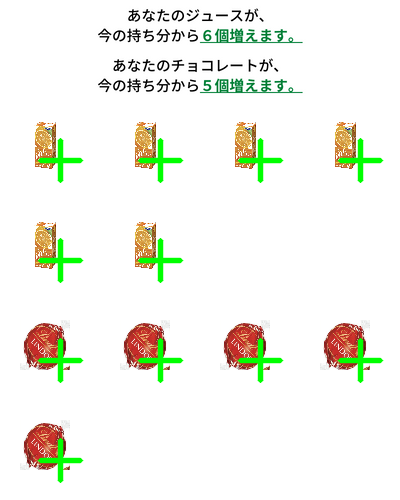 あなたのジュースが、
今の持ち分から６個増えます。
あなたのチョコレートが、
今の持ち分から５個増えます。